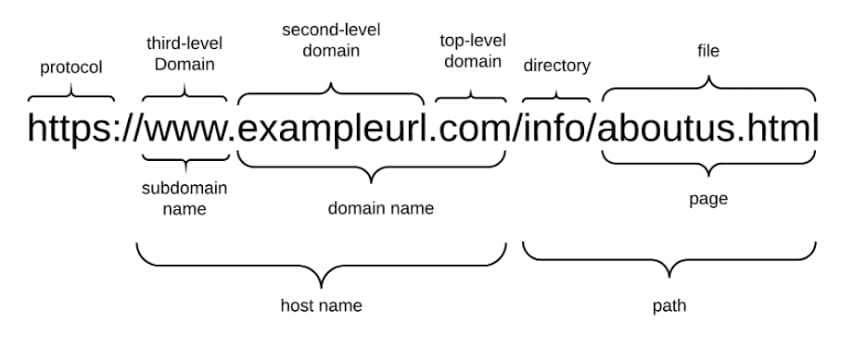 protocol
third-level
Domain
second-level
domain
top-level
domain
directory
file
https://www.exampleurl.com/info/aboutus.html
subdomain
name
domain name
page
host name
path